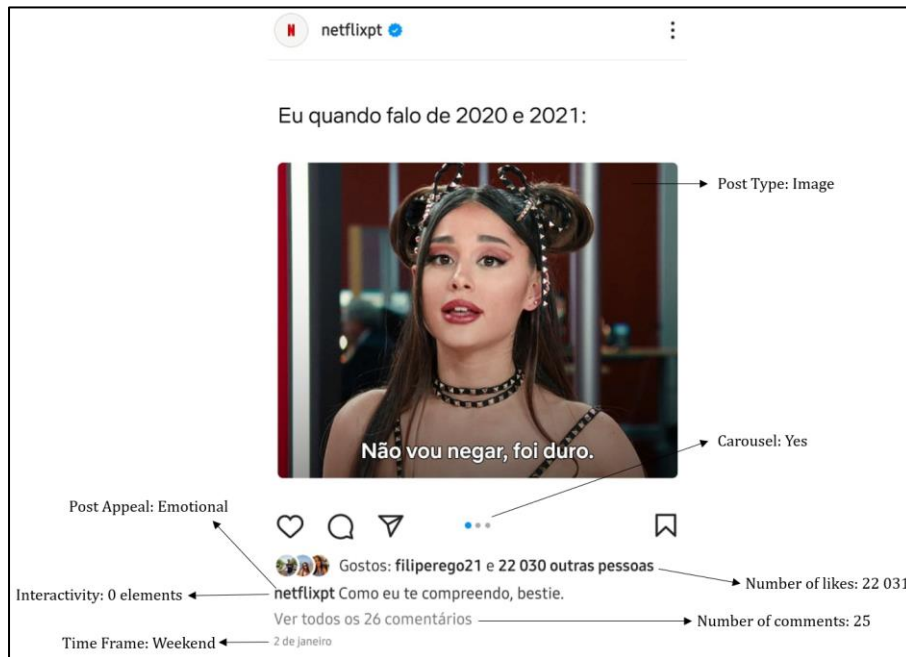 N netflixpt
Eu quando falo de 2020 e 2021:
Post Type: Image
Não vou negar, foi duro.
Carousel: Yes
Post Appeal: Emotional
Gostos: filiperego21 e 22 030 outras pessoas
Number of likes: 22 031
Interactivity: 0 elements
netflixpt Como eu te compreendo, bestie.
Ver todos os 26 comentários
Number of comments: 25
Time Frame: Weekend
2 de janeiro